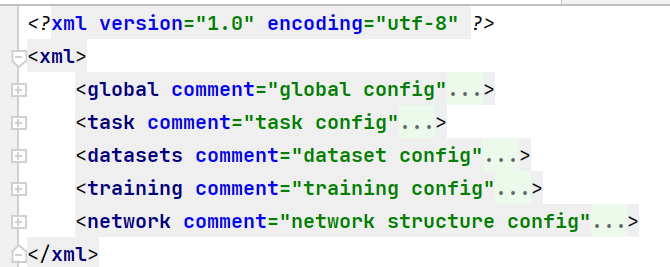 <?xml version="1.0" encoding="utf-8" ?>
<xml>
<global comment="global config"...>
<task comment="task config"...>
<datasets comment="dataset config"...>
<training comment="training config"...>
<network comment="network structure config"...>
</xml>